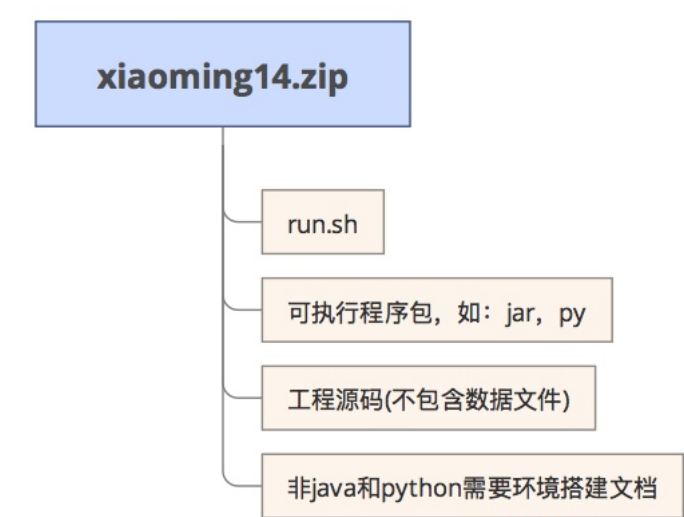 xiaoming14.zip
run.sh
可执行程序包，如：jar，py
工程源码(不包含数据文件)
非java和python需要环境搭建文档